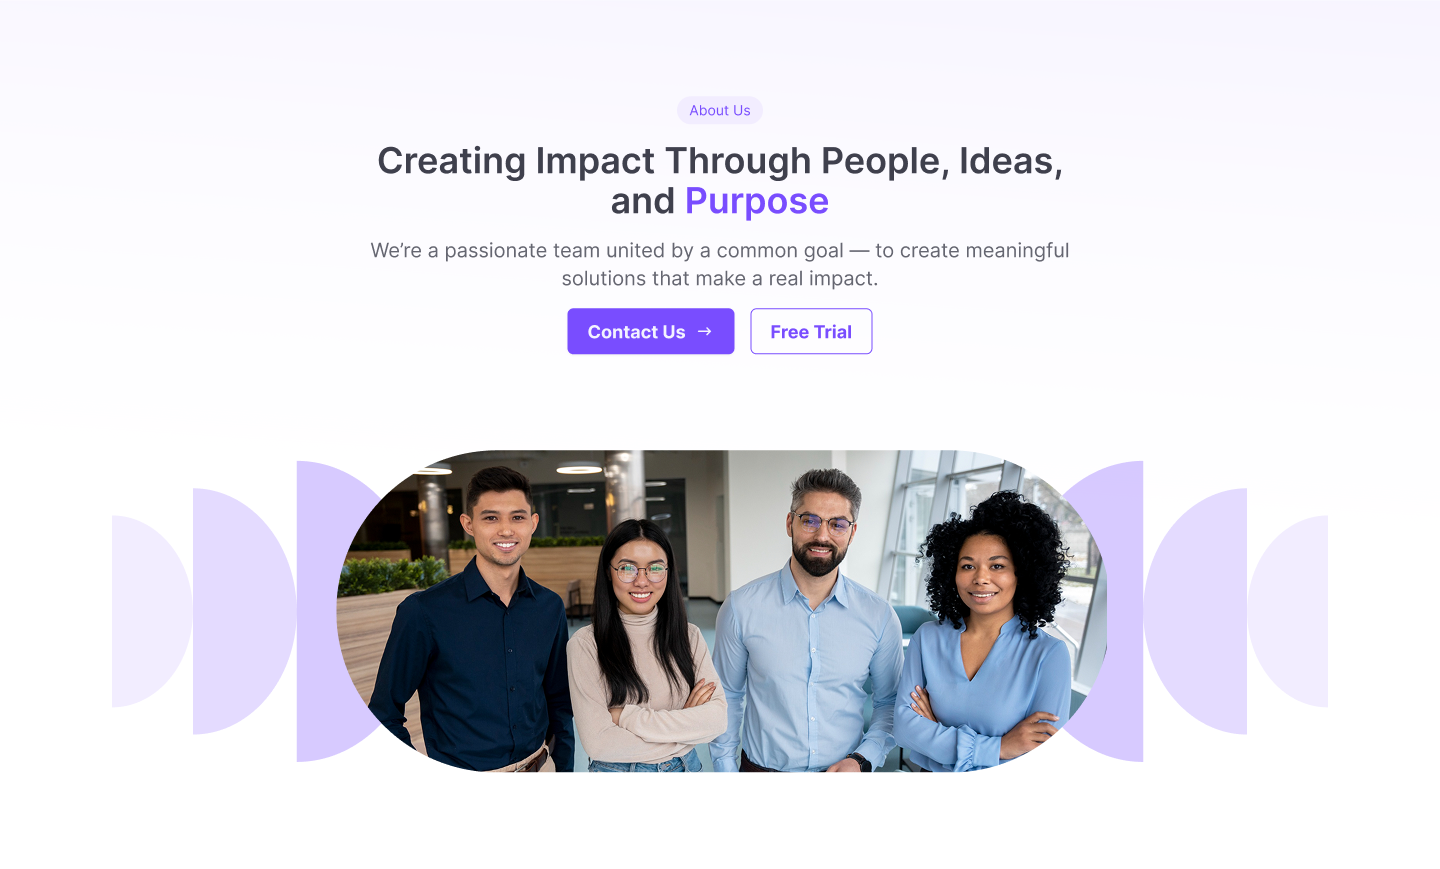 About Us
Creating Impact Through People, Ideas,
and Purpose
We’re a passionate team united by a common goal — to create meaningful
solutions that make a real impact.
Contact Us →
Free Trial